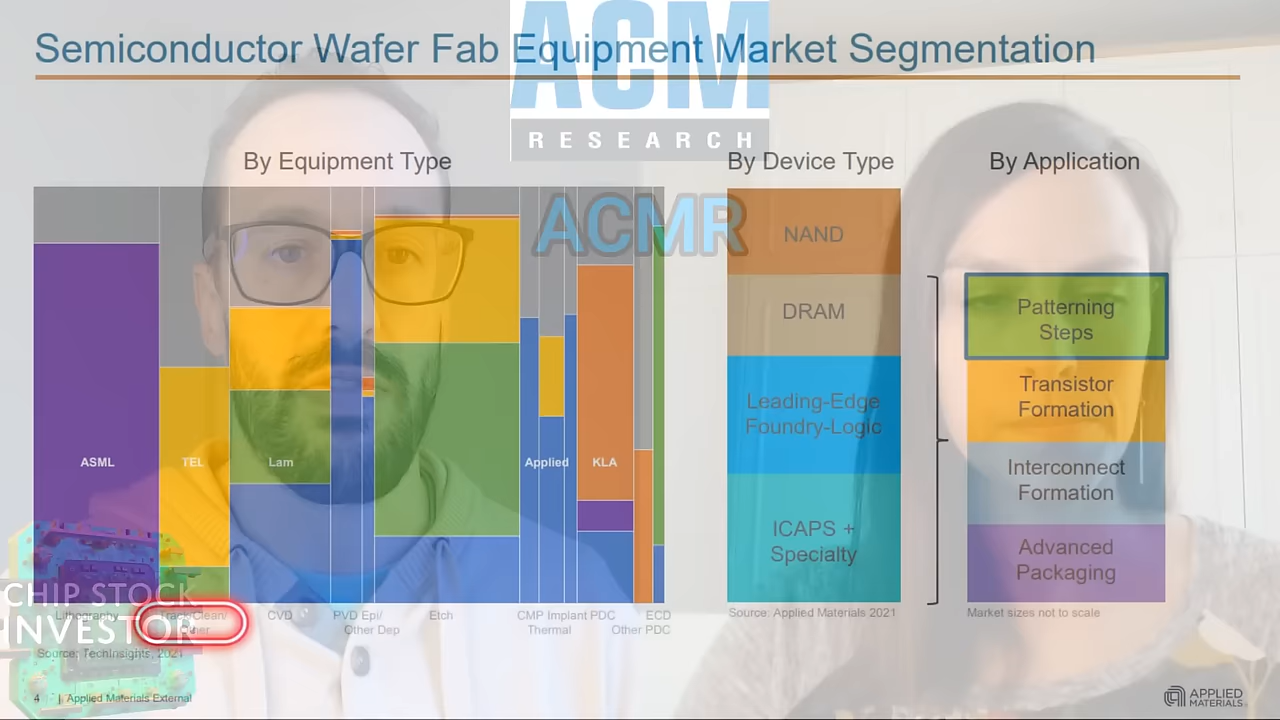 Semiconductor Wafer Fab Equipment Market Segmentation
ACM
RESEARCH
ACMR
By Equipment Type
ASML
TEL
Lam
Applied
KLA
Lithography
Track/Clean/
Other
CVD
PVD Epi/
Other Dep
Etch
CMP Implant PDC
Thermal
ECD
Other PDC
Source: TechInsights, 2021
By Device Type
NAND
DRAM
Leading-Edge
Foundry-Logic
ICAPS +
Specialty
Source: Applied Materials 2021
By Application
Patterning
Steps
Transistor
Formation
Interconnect
Formation
Advanced
Packaging
Market sizes not to scale
CHIP STOCK
INVESTOR
4 | Applied Materials External
APPLIED
MATERIALS